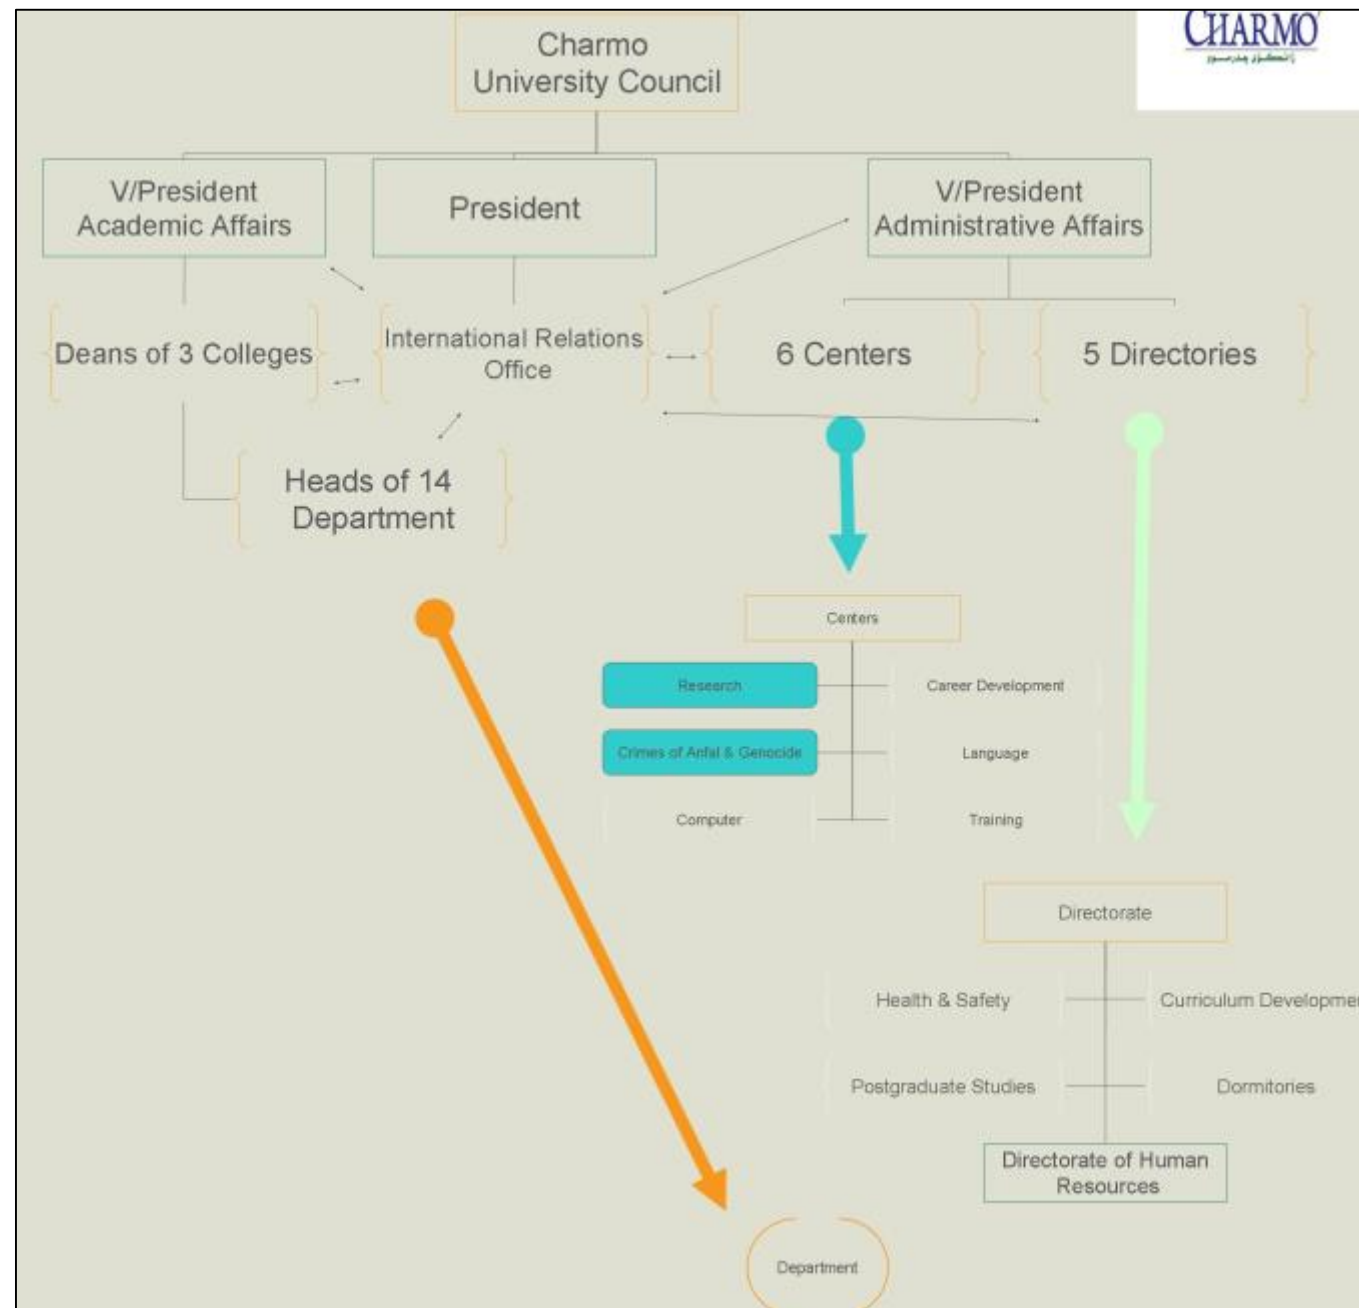 CHARMO
Charmo
University Council
V/President
Academic Affairs
President
V/President
Administrative Affairs
Deans of 3 Colleges
International Relations
Office
6 Centers
5 Directories
Heads of 14
Department
Centers
Research
Career Development
Crimes of Anfal & Genocide
Language
Computer
Training
Directorate
Health & Safety
Curriculum Developmen
Postgraduate Studies
Dormitories
Directorate of Human
Resources
Department